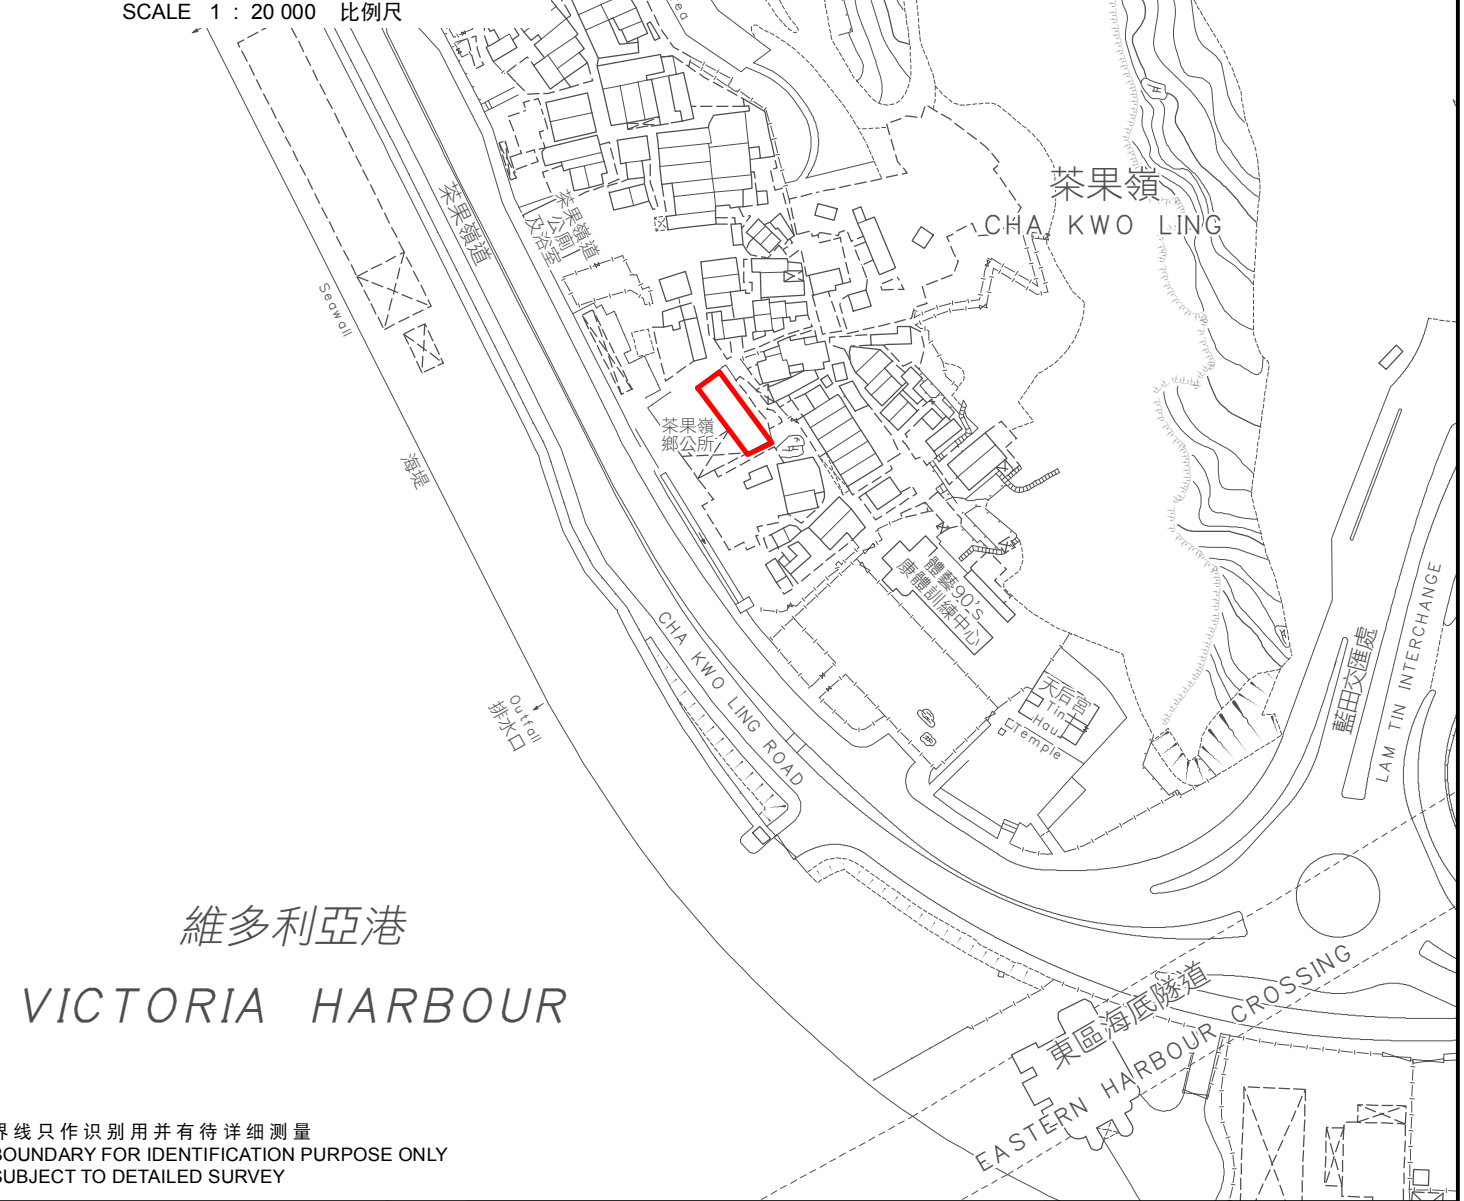 SCALE 1 : 20 000 比例尺
茶果嶺
CHA KWO LING
茶果嶺道
茶果嶺道
公廁
及浴室
Seawall
海堤
茶果嶺
鄉公所
體藝90's
康體訓練中心
CHA KWO LING ROAD
Outfall
排水口
天后宮
Tin
Hau
Temple
藍田交匯處
LAM TIN INTERCHANGE
維多利亞港
VICTORIA HARBOUR
東區海底隧道
EASTERN HARBOUR CROSSING
界线只作识别用并有待详细测量
BOUNDARY FOR IDENTIFICATION PURPOSE ONLY
SUBJECT TO DETAILED SURVEY